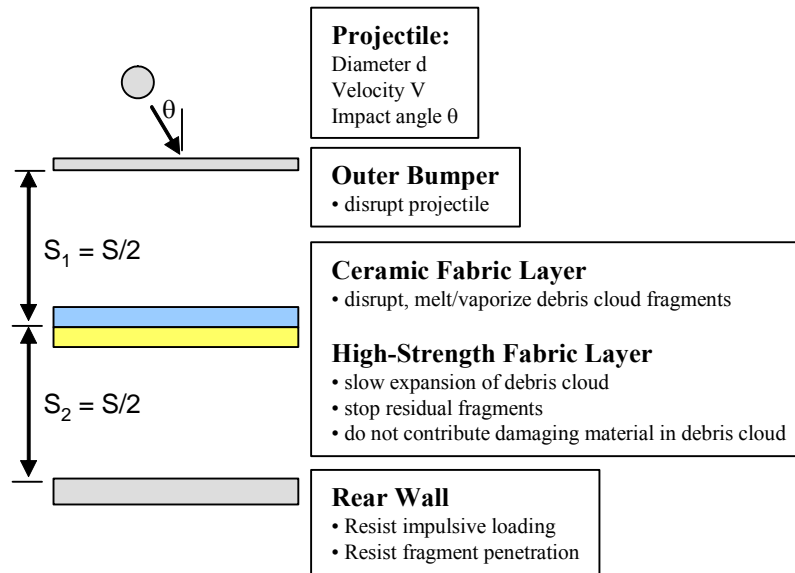 Projectile:
Diameter d
Velocity V
Impact angle θ
θ
Outer Bumper
• disrupt projectile
S₁ = S/2
Ceramic Fabric Layer
• disrupt, melt/vaporize debris cloud fragments
High-Strength Fabric Layer
• slow expansion of debris cloud
• stop residual fragments
• do not contribute damaging material in debris cloud
S₂ = S/2
Rear Wall
• Resist impulsive loading
• Resist fragment penetration